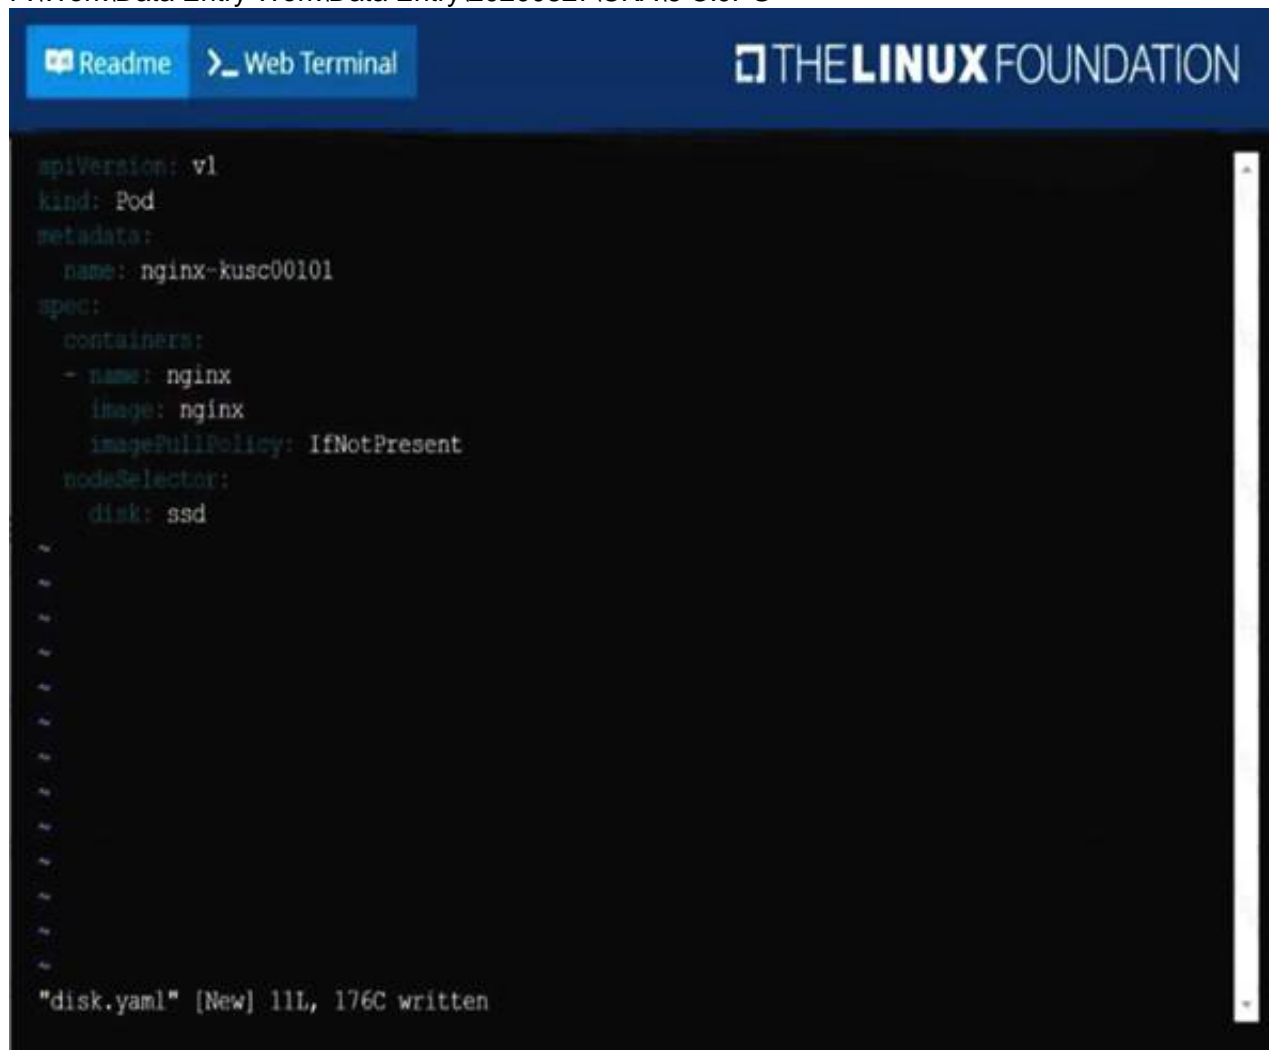 Readme
>_ Web Terminal
THE LINUX FOUNDATION
apiVersion: v1
kind: Pod
metadata:
  name: nginx-kusc00101
spec:
  containers:
  - name: nginx
    image: nginx
    imagePullPolicy: IfNotPresent
  nodeSelector:
    disk: ssd
~
~
~
~
~
~
~
~
~
~
~
~
~
"disk.yaml" [New] 11L, 176C written